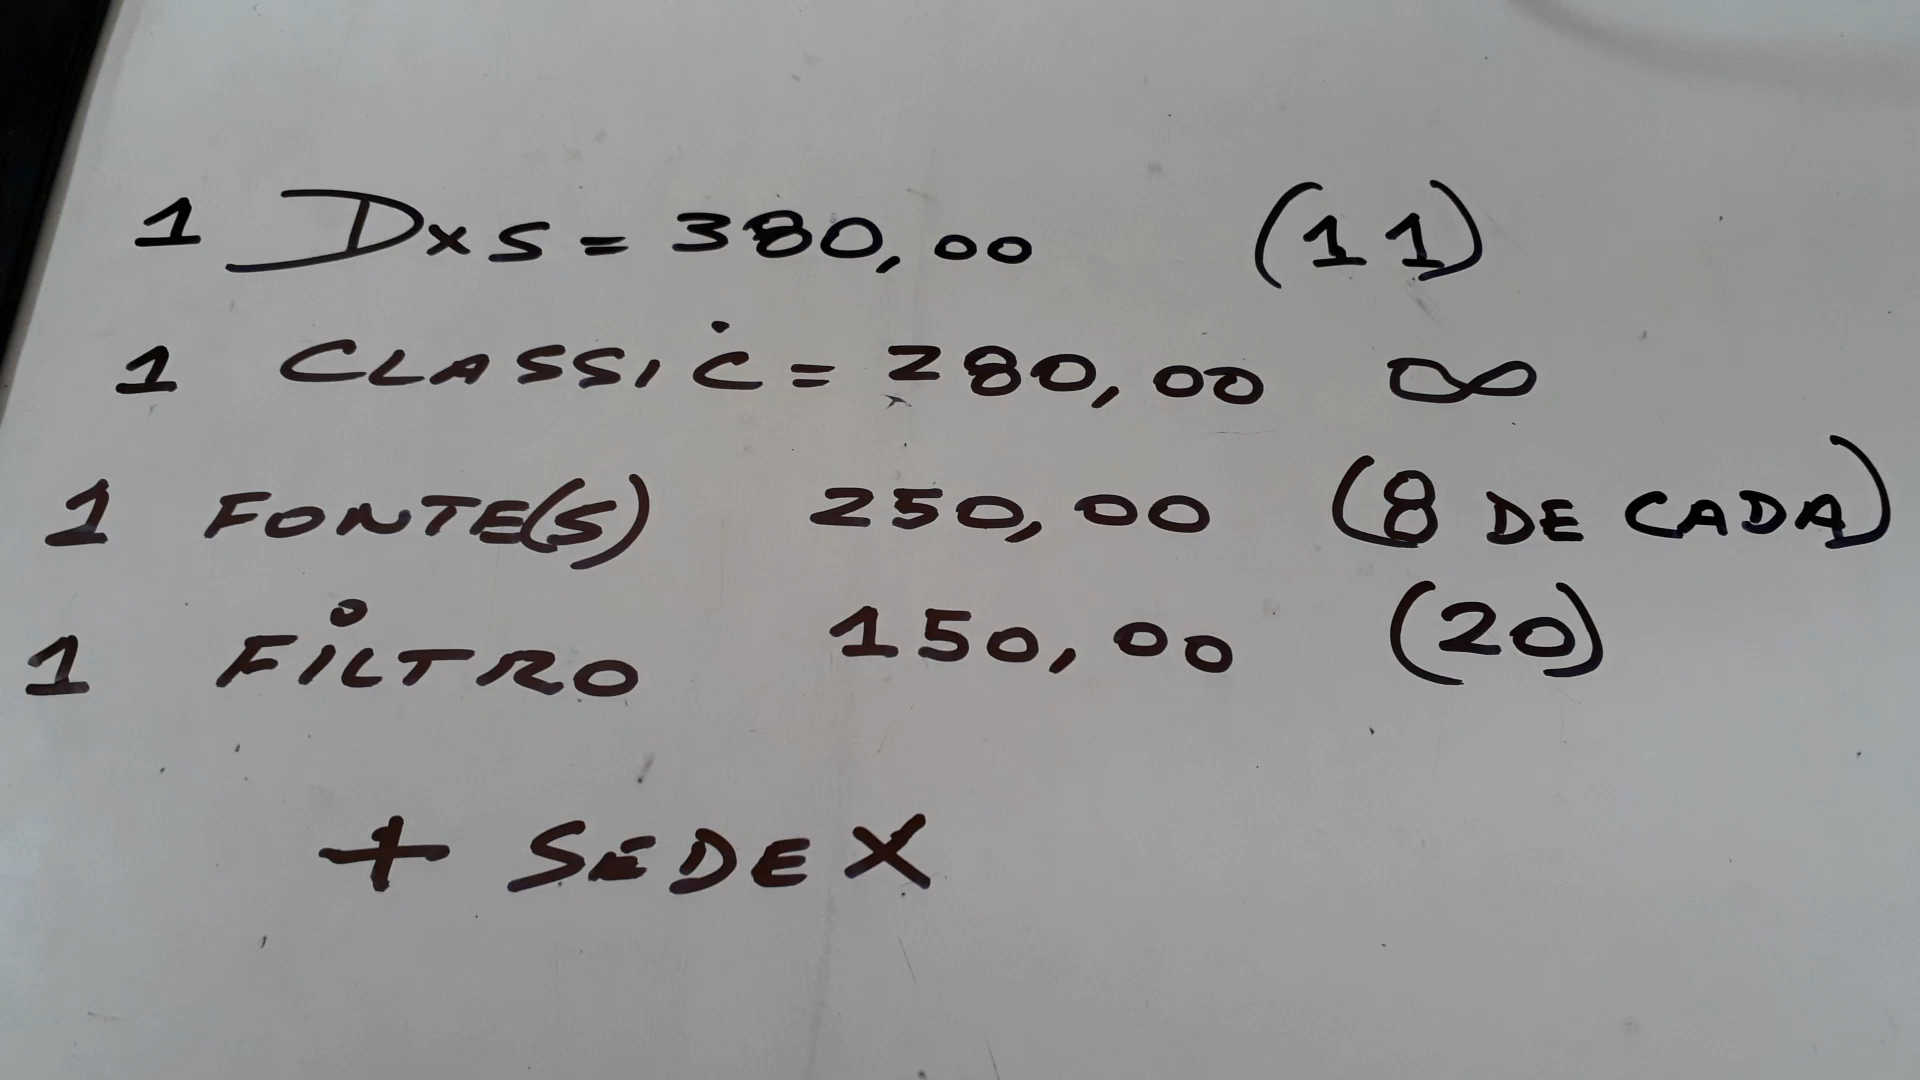 1 DXS = 380,00 (11)
1 CLASSIC = 280,00 ∞
1 FONTE(S) 250,00 (8 DE CADA)
1 FILTRO 150,00 (20)
+ SEDEX